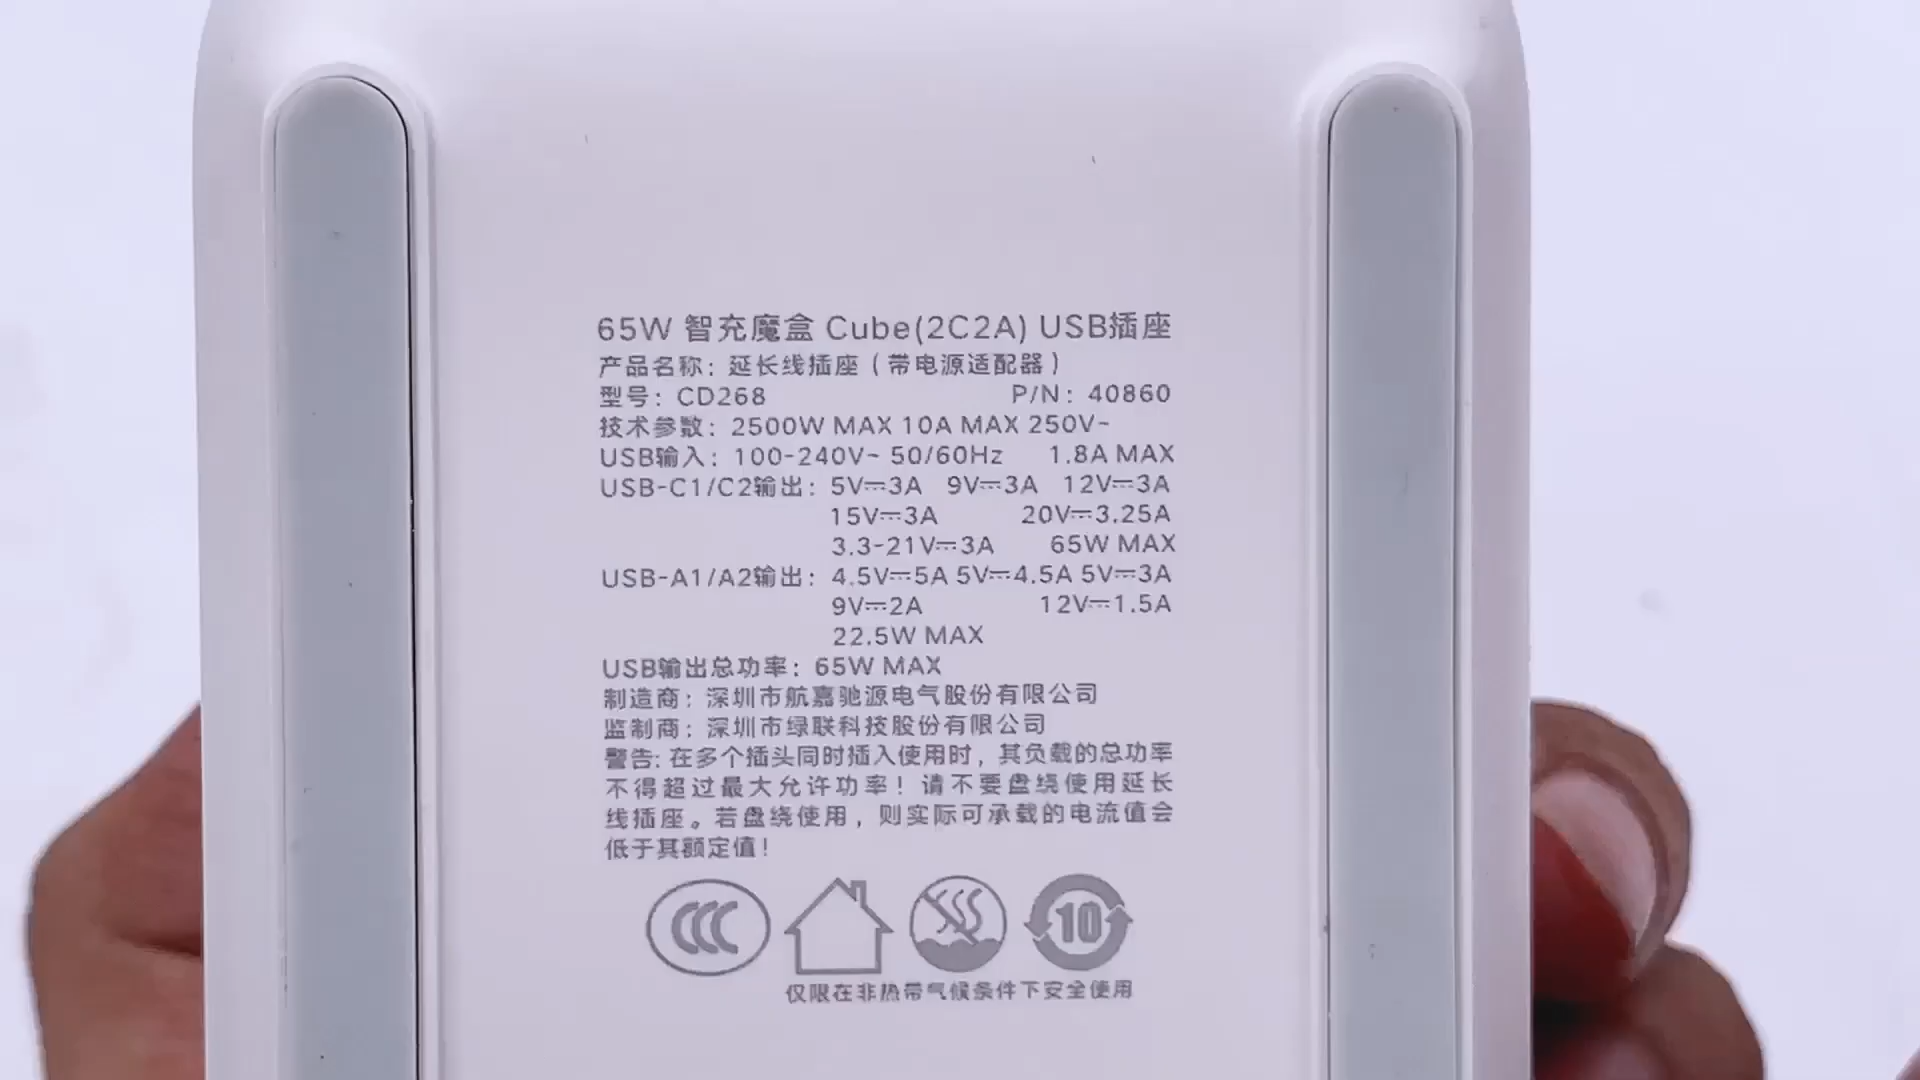 65W 智充魔盒 Cube(2C2A) USB插座
产品名称：延长线插座（带电源适配器）
型号：CD268 P/N：40860
技术参数：2500W MAX 10A MAX 250V~
USB输入：100-240V~ 50/60Hz 1.8A MAX
USB-C1/C2输出：5V⎓3A 9V⎓3A 12V⎓3A
15V⎓3A 20V⎓3.25A
3.3-21V⎓3A 65W MAX
USB-A1/A2输出：4.5V⎓5A 5V⎓4.5A 5V⎓3A
9V⎓2A 12V⎓1.5A
22.5W MAX
USB输出总功率：65W MAX
制造商：深圳市航嘉驰源电气股份有限公司
监制商：深圳市绿联科技股份有限公司
警告：在多个插头同时插入使用时，其负载的总功率
不得超过最大允许功率！请不要盘绕使用延长
线插座。若盘绕使用，则实际可承载的电流值会
低于其额定值！
CCC 10
仅限在非热带气候条件下安全使用